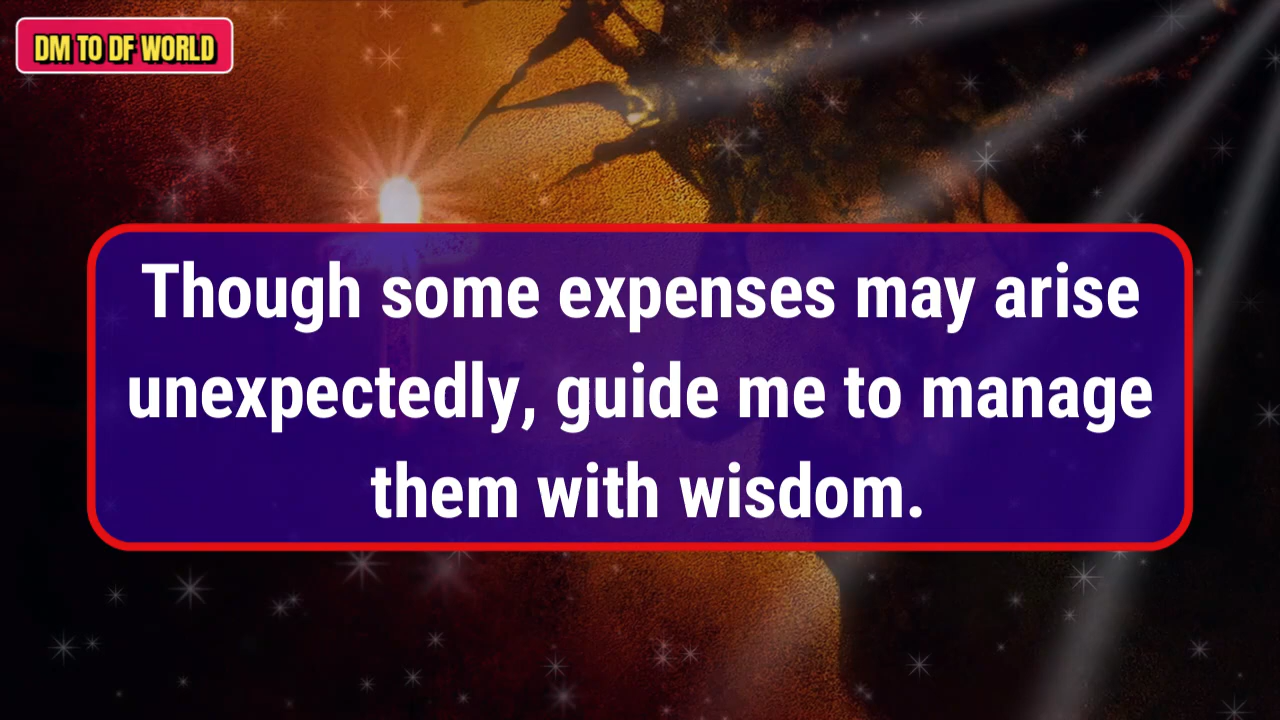 DM TO DF WORLD
Though some expenses may arise
unexpectedly, guide me to manage
them with wisdom.